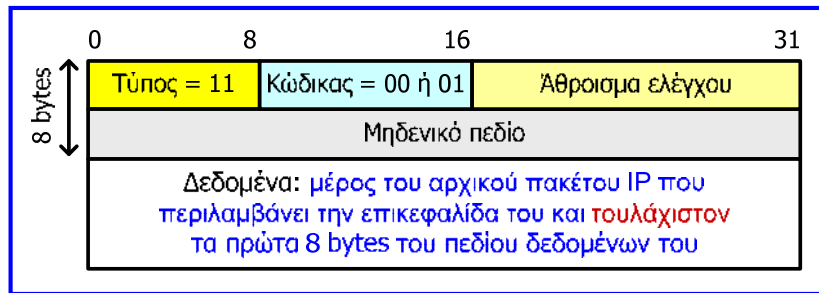 0 8 16 31
8 bytes
Τύπος = 11 Κώδικας = 00 ή 01 Άθροισμα ελέγχου
Μηδενικό πεδίο
Δεδομένα: μέρος του αρχικού πακέτου IP που
περιλαμβάνει την επικεφαλίδα του και τουλάχιστον
τα πρώτα 8 bytes του πεδίου δεδομένων του